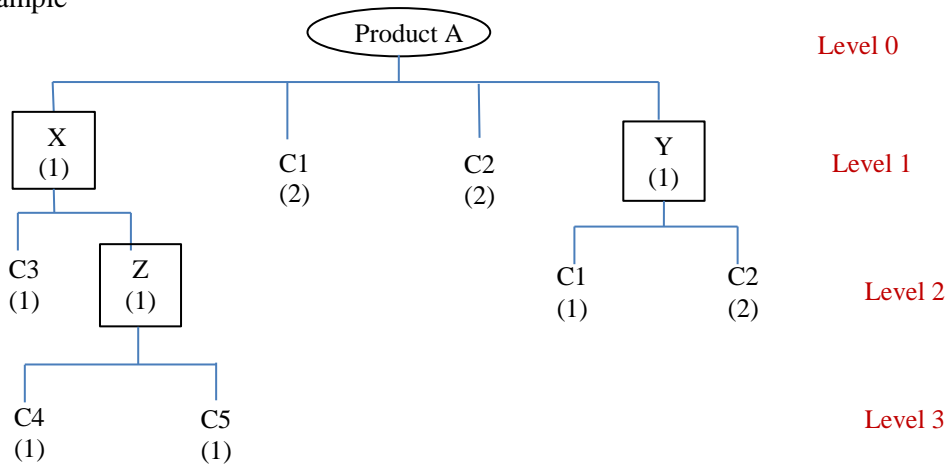 Product A
Level 0
X
(1)
C1
(2)
C2
(2)
Y
(1)
Level 1
C3
(1)
Z
(1)
C1
(1)
C2
(2)
Level 2
C4
(1)
C5
(1)
Level 3